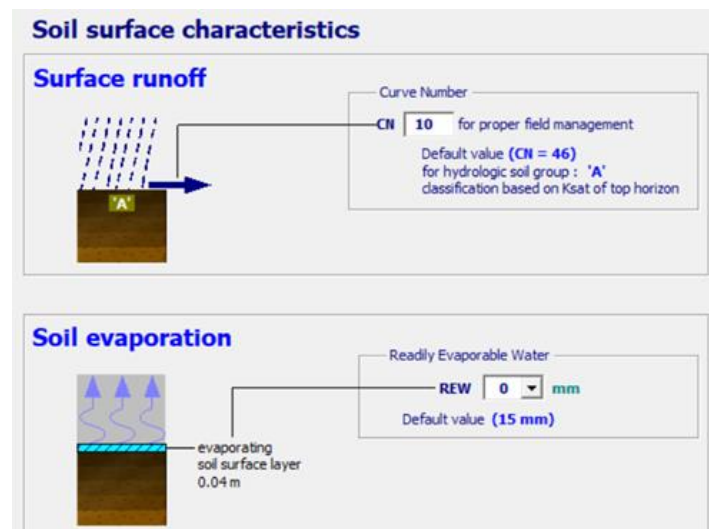 Soil surface characteristics
Surface runoff
Curve Number
CN 10 for proper field management
Default value (CN = 46)
for hydrologic soil group : 'A'
classification based on Ksat of top horizon
'A'
Soil evaporation
Readily Evaporable Water
REW 0 mm
Default value (15 mm)
evaporating
soil surface layer
0.04 m